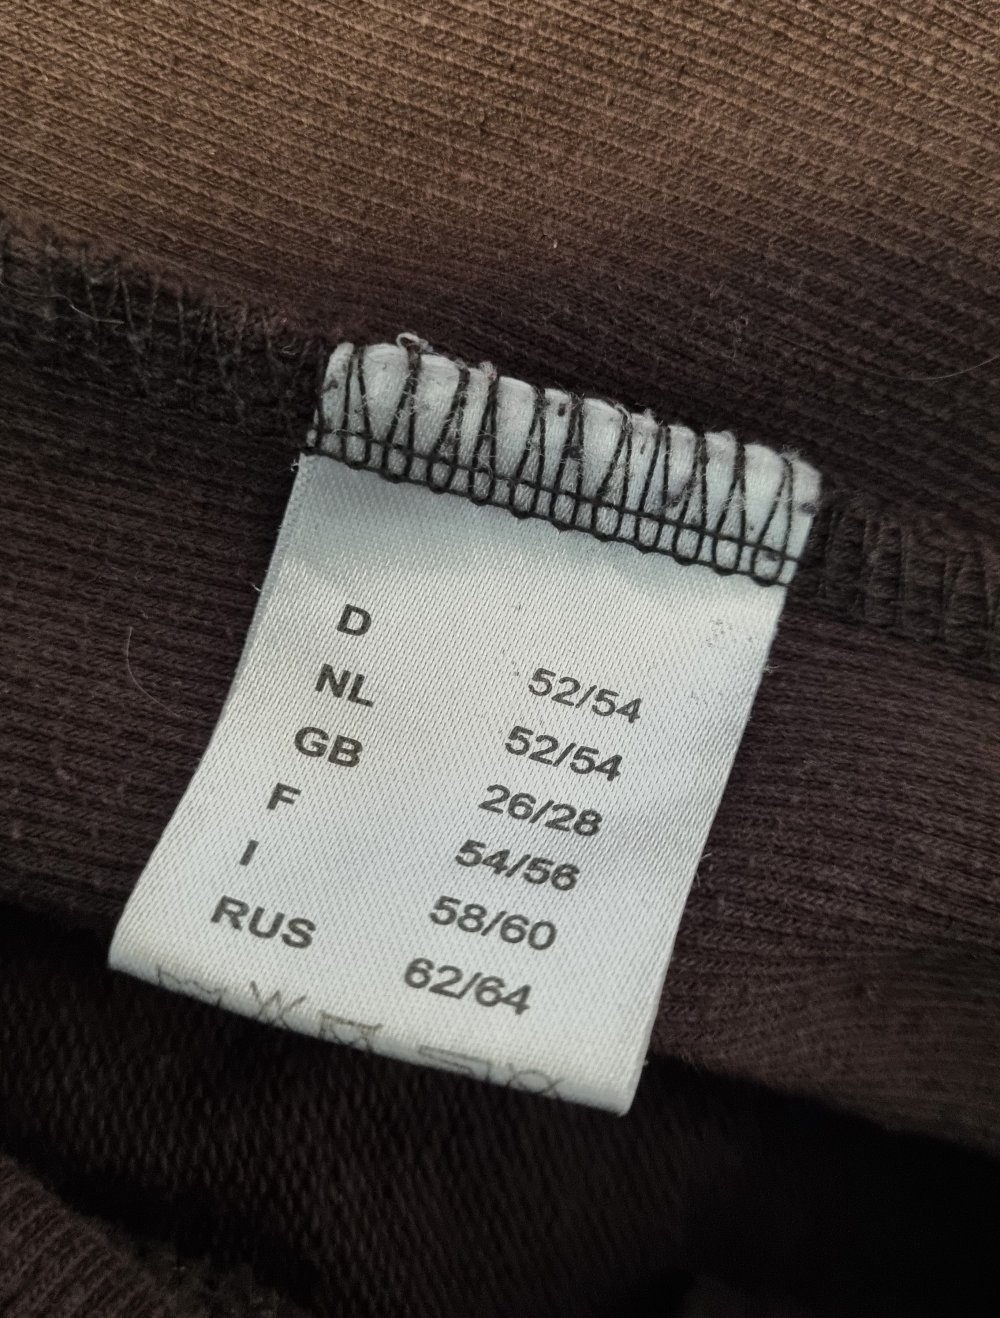 D 52/54
NL 52/54
GB 26/28
F 54/56
I 58/60
RUS 62/64